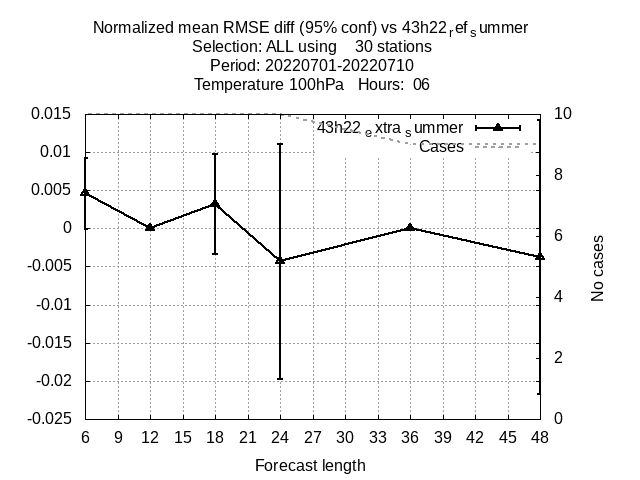 Normalized mean RMSE diff (95% conf) vs 43h22refsummer
Selection: ALL using 30 stations
Period: 20220701-20220710
Temperature 100hPa Hours: 06
43h22extrasummer
Cases
0.015
0.01
0.005
0
-0.005
-0.01
-0.015
-0.02
-0.025
10
8
6
4
2
0
No cases
6 9 12 15 18 21 24 27 30 33 36 39 42 45 48
Forecast length